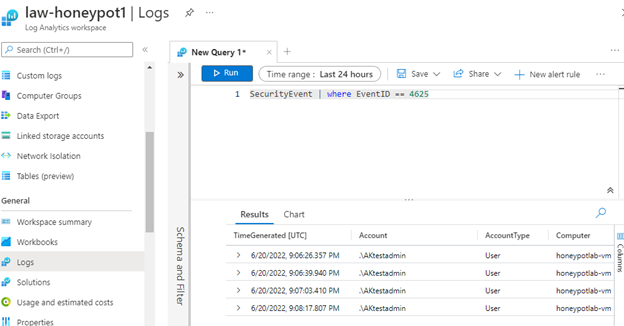 law-honeypot1 | Logs
Log Analytics workspace
Search (Ctrl+/)
Custom logs
Computer Groups
Data Export
Linked storage accounts
Network Isolation
Tables (preview)
General
Workspace summary
Workbooks
Logs
Solutions
Usage and estimated costs
Properties
New Query 1*
Run
Time range : Last 24 hours
Save
Share
New alert rule
1 SecurityEvent | where EventID == 4625
Schema and Filter
Results Chart
TimeGenerated [UTC] Account AccountType Computer
6/20/2022, 9:06:26.357 PM .\AKtestadmin User honeypotlab-vm
6/20/2022, 9:06:39.940 PM .\AKtestadmin User honeypotlab-vm
6/20/2022, 9:07:03.410 PM .\AKtestadmin User honeypotlab-vm
6/20/2022, 9:08:17.807 PM .\AKtestadmin User honeypotlab-vm
Columns